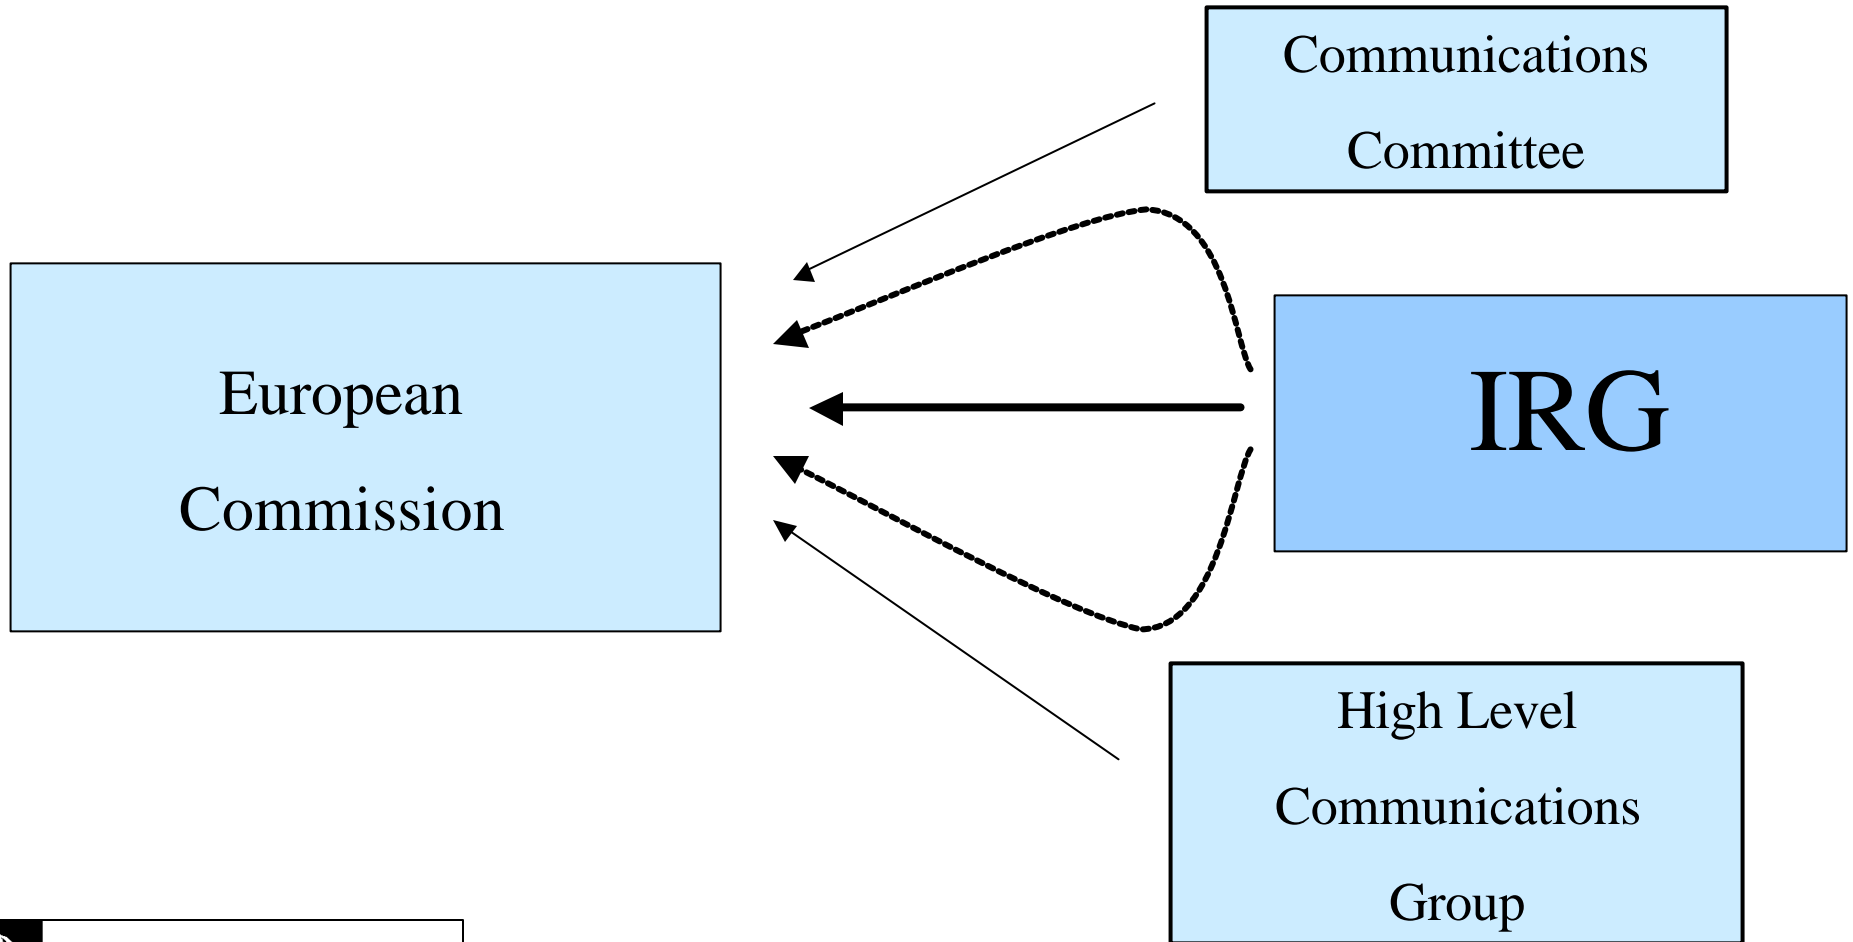 Communications
Committee
European
Commission
IRG
High Level
Communications
Group